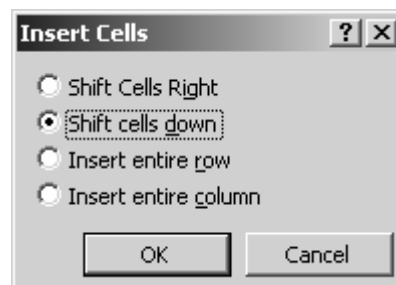 Insert Cells ? ×
Shift Cells Right
Shift cells down
Insert entire row
Insert entire column
OK Cancel